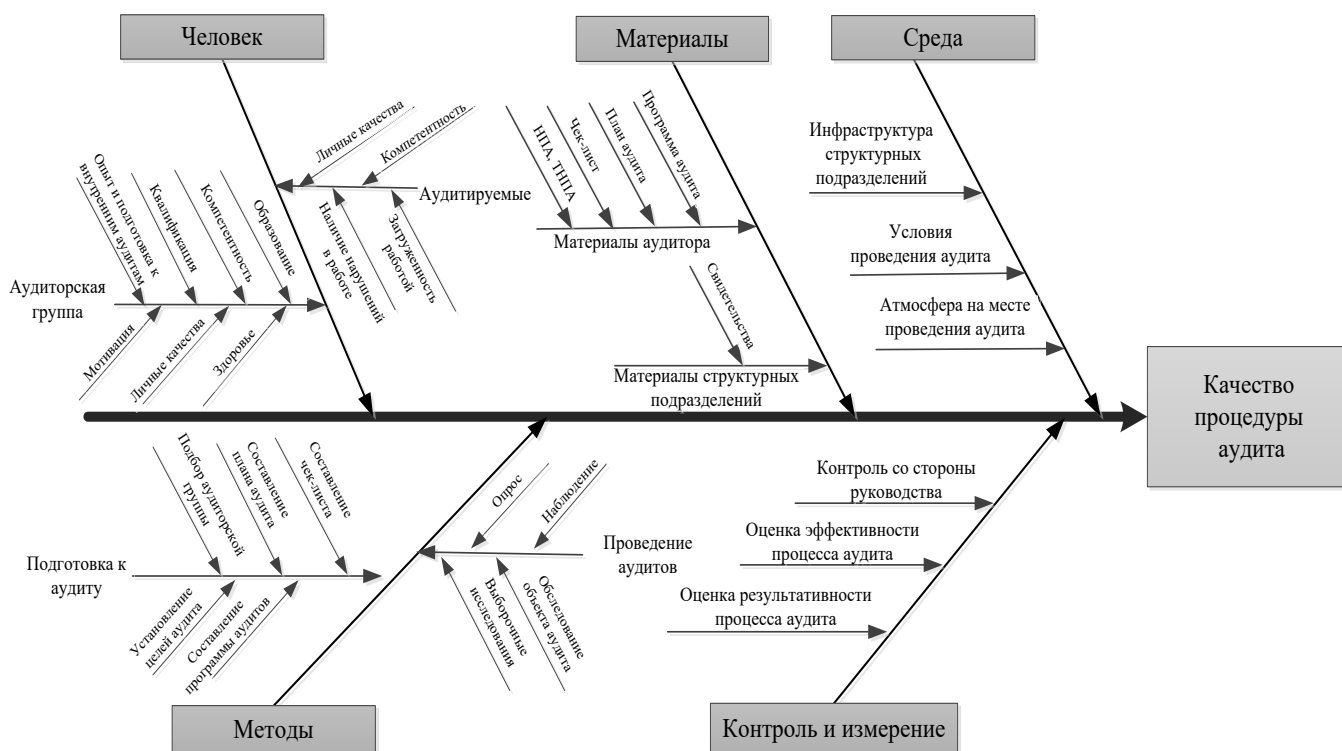 Человек
Материалы
Среда
Личные качества
Компетентность
Аудитируемые
Наличие нарушений
в работе
Загруженность
работой
Опыт и подготовка к
внутренним аудитам
Квалификация
Компетентность
Образование
Аудиторская
группа
Мотивация
Личные качества
Здоровье
НПА, ТНПА
Чек-лист
План аудита
Программа аудита
Материалы аудитора
Свидетельства
Материалы структурных
подразделений
Инфраструктура
структурных
подразделений
Условия
проведения аудита
Атмосфера на месте
проведения аудита
Качество
процедуры
аудита
Подбор аудиторской
группы
Составление
плана аудита
Составление
чек-листа
Подготовка к
аудиту
Установление
целей аудита
Составление
программы аудитов
Опрос
Наблюдение
Проведение
аудитов
Выборочные
исследования
Обследование
объекта аудита
Контроль со стороны
руководства
Оценка эффективности
процесса аудита
Оценка результативности
процесса аудита
Методы
Контроль и измерение